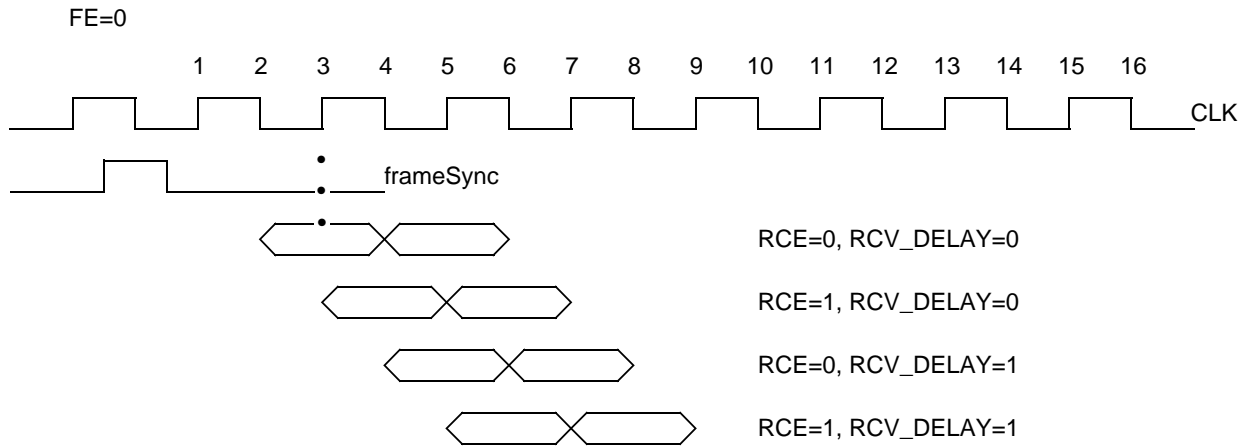 FE=0
1 2 3 4 5 6 7 8 9 10 11 12 13 14 15 16
CLK
frameSync
RCE=0, RCV_DELAY=0
RCE=1, RCV_DELAY=0
RCE=0, RCV_DELAY=1
RCE=1, RCV_DELAY=1